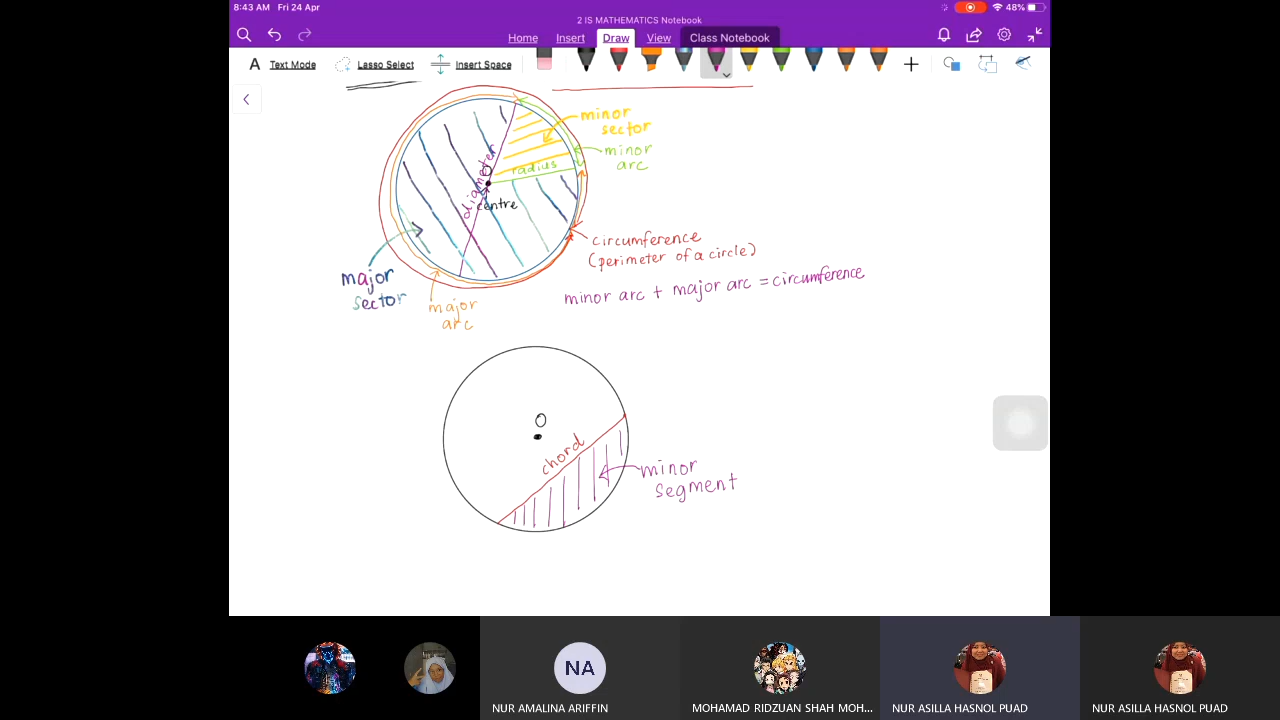 8:43 AM Fri 24 Apr
48%
2 IS MATHEMATICS Notebook
Home Insert Draw View Class Notebook
A Text Mode Lasso Select Insert Space
minor
sector
minor
arc
radius
diameter
centre
circumference
(perimeter of a circle)
major
sector
major
arc
minor arc + major arc = circumference
O
chord
minor
segment
NA
NUR AMALINA ARIFFIN
MOHAMAD RIDZUAN SHAH MOH...
NUR ASILLA HASNOL PUAD
NUR ASILLA HASNOL PUAD